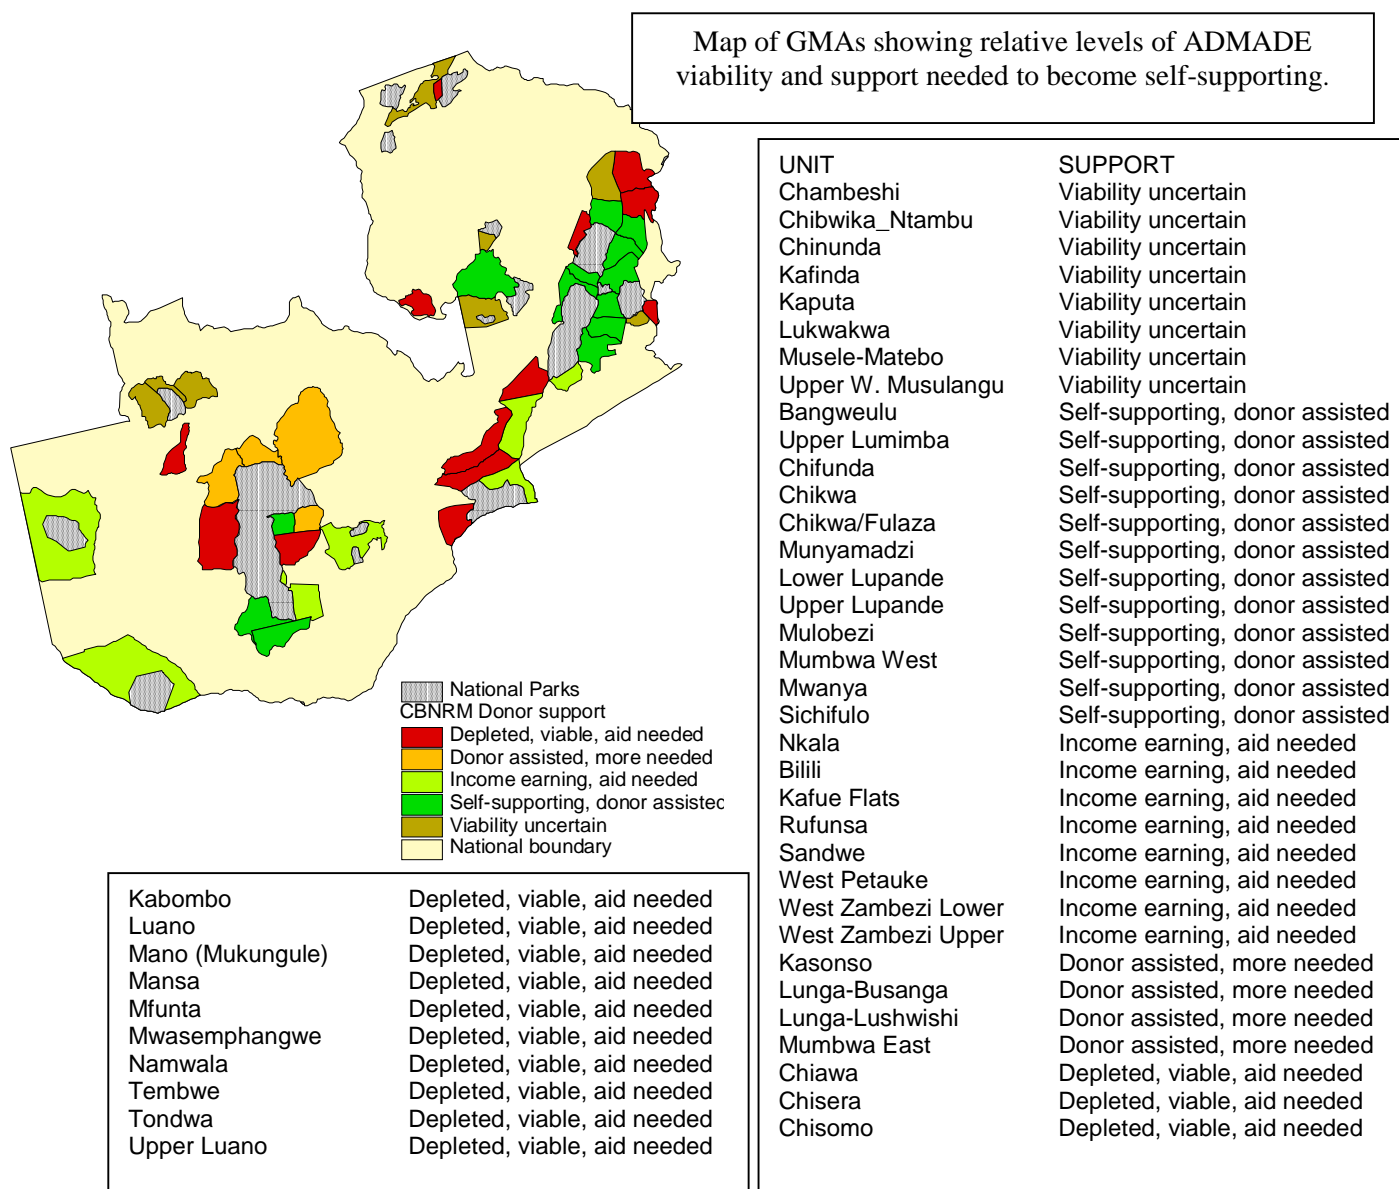 Map of GMAs showing relative levels of ADMADE
viability and support needed to become self-supporting.
UNIT SUPPORT
Chambeshi Viability uncertain
Chibwika_Ntambu Viability uncertain
Chinunda Viability uncertain
Kafinda Viability uncertain
Kaputa Viability uncertain
Lukwakwa Viability uncertain
Musele-Matebo Viability uncertain
Upper W. Musulangu Viability uncertain
Bangweulu Self-supporting, donor assisted
Upper Lumimba Self-supporting, donor assisted
Chifunda Self-supporting, donor assisted
Chikwa Self-supporting, donor assisted
Chikwa/Fulaza Self-supporting, donor assisted
Munyamadzi Self-supporting, donor assisted
Lower Lupande Self-supporting, donor assisted
Upper Lupande Self-supporting, donor assisted
Mulobezi Self-supporting, donor assisted
Mumbwa West Self-supporting, donor assisted
Mwanya Self-supporting, donor assisted
Sichifulo Self-supporting, donor assisted
Nkala Income earning, aid needed
Bilili Income earning, aid needed
Kafue Flats Income earning, aid needed
Rufunsa Income earning, aid needed
Sandwe Income earning, aid needed
West Petauke Income earning, aid needed
West Zambezi Lower Income earning, aid needed
West Zambezi Upper Income earning, aid needed
Kasonso Donor assisted, more needed
Lunga-Busanga Donor assisted, more needed
Lunga-Lushwishi Donor assisted, more needed
Mumbwa East Donor assisted, more needed
Chiawa Depleted, viable, aid needed
Chisera Depleted, viable, aid needed
Chisomo Depleted, viable, aid needed
National Parks
CBNRM Donor support
Depleted, viable, aid needed
Donor assisted, more needed
Income earning, aid needed
Self-supporting, donor assistec
Viability uncertain
National boundary
Kabombo Depleted, viable, aid needed
Luano Depleted, viable, aid needed
Mano (Mukungule) Depleted, viable, aid needed
Mansa Depleted, viable, aid needed
Mfunta Depleted, viable, aid needed
Mwasemphangwe Depleted, viable, aid needed
Namwala Depleted, viable, aid needed
Tembwe Depleted, viable, aid needed
Tondwa Depleted, viable, aid needed
Upper Luano Depleted, viable, aid needed